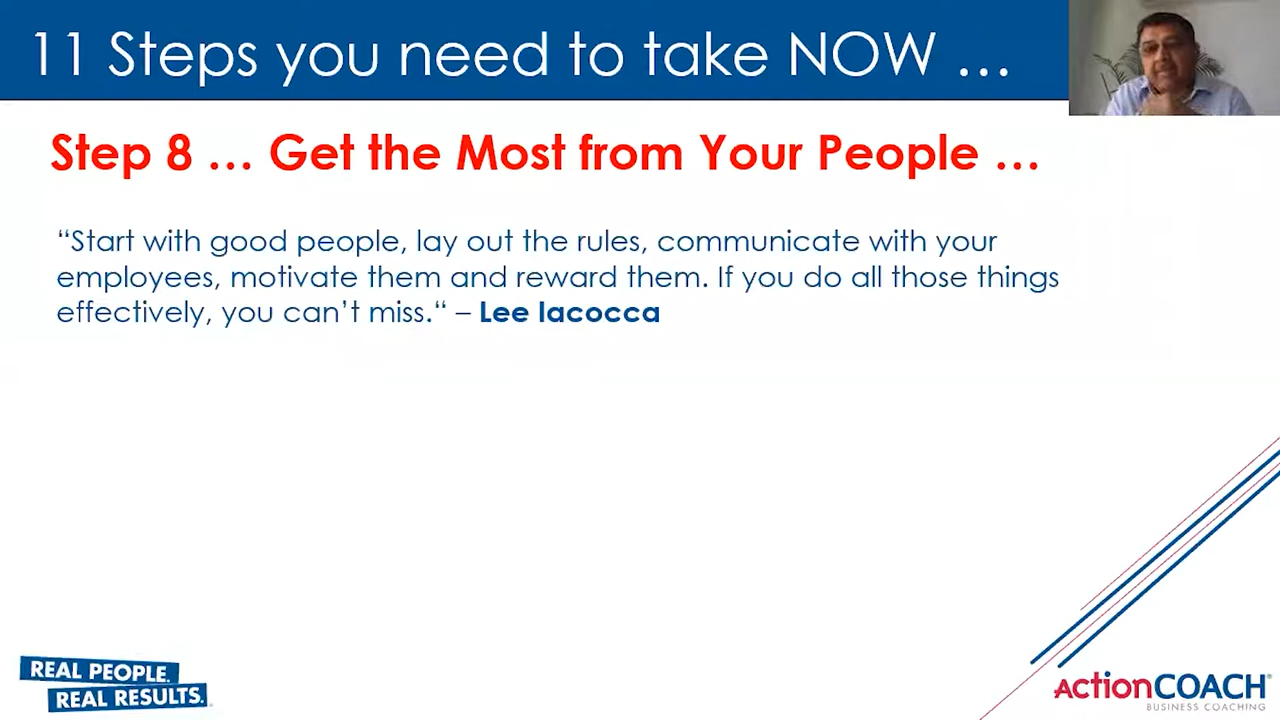 11 Steps you need to take NOW ...
Step 8 ... Get the Most from Your People ...
“Start with good people, lay out the rules, communicate with your
employees, motivate them and reward them. If you do all those things
effectively, you can’t miss.“ – Lee Iacocca
REAL PEOPLE.
REAL RESULTS.
ActionCOACH®
BUSINESS COACHING